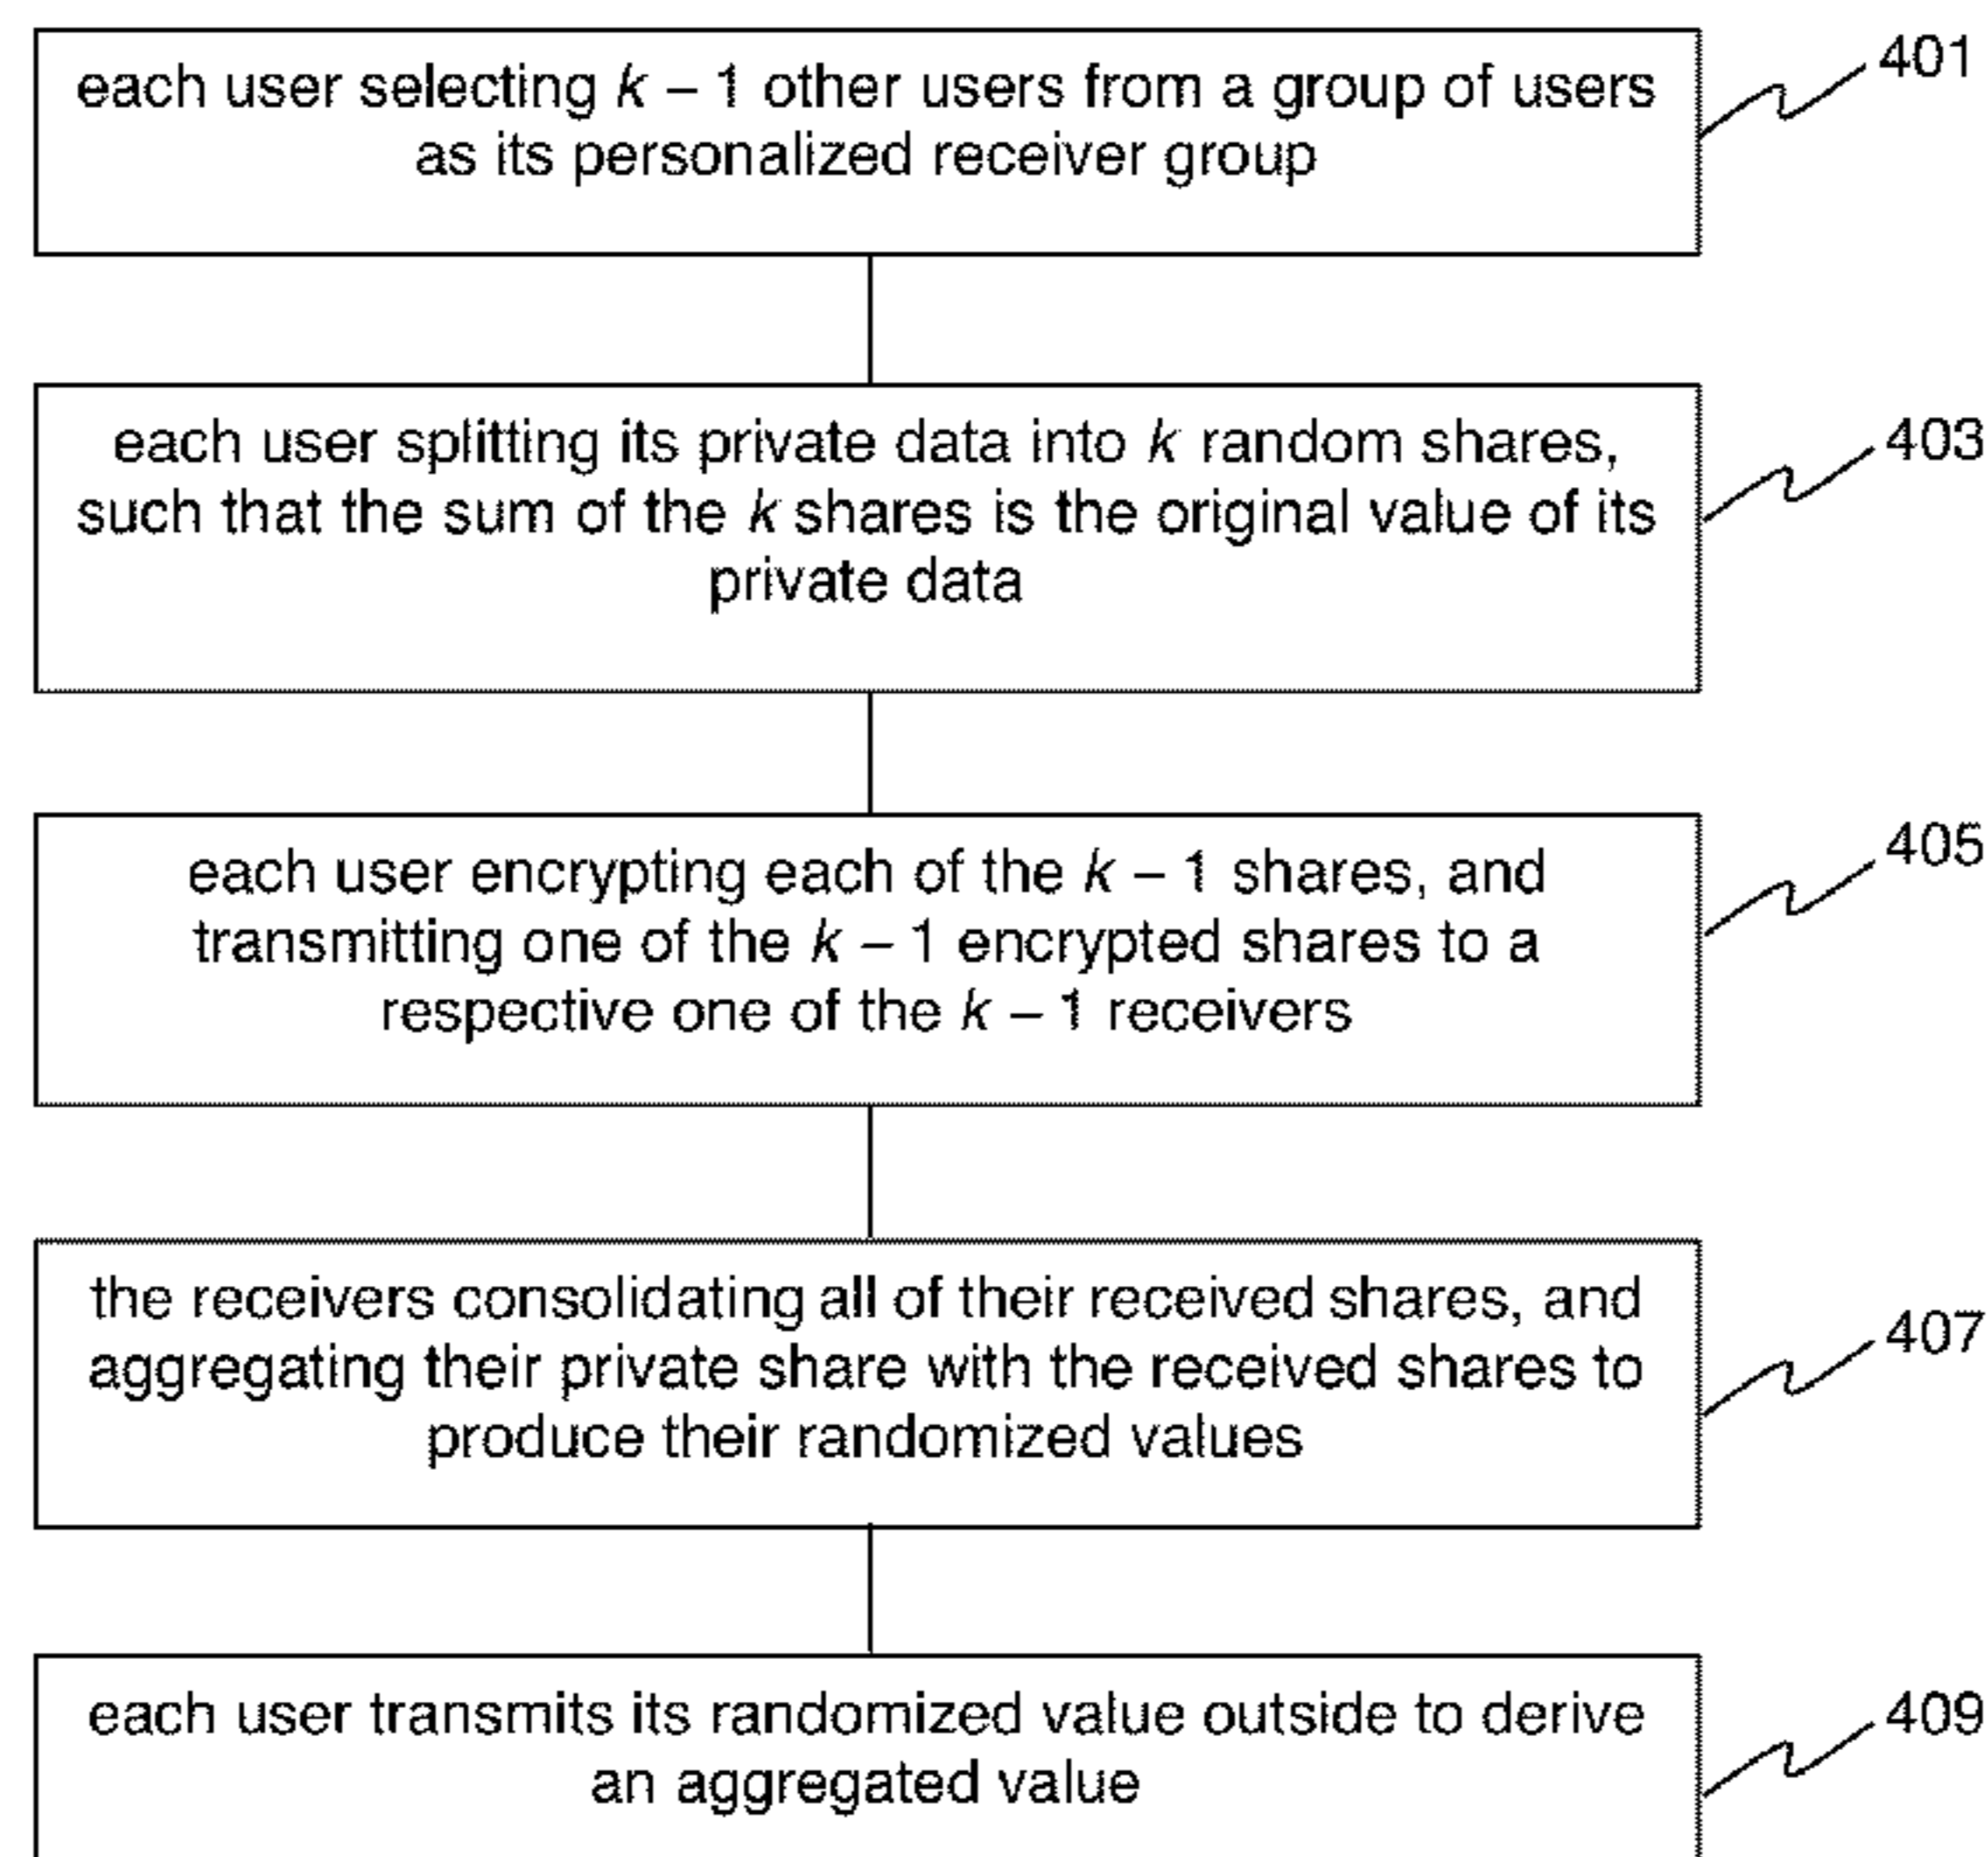 each user selecting k – 1 other users from a group of users
as its personalized receiver group
401
each user splitting its private data into k random shares,
such that the sum of the k shares is the original value of its
private data
403
each user encrypting each of the k – 1 shares, and
transmitting one of the k – 1 encrypted shares to a
respective one of the k – 1 receivers
405
the receivers consolidating all of their received shares, and
aggregating their private share with the received shares to
produce their randomized values
407
each user transmits its randomized value outside to derive
an aggregated value
409